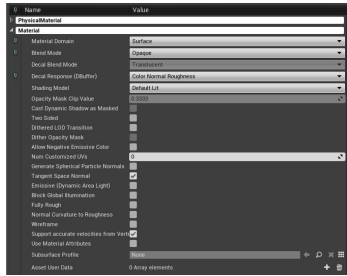 Name Value
PhysicalMaterial
Material
Material Domain Surface
Blend Mode Opaque
Decal Blend Mode Translucent
Decal Response (DBuffer) Color Normal Roughness
Shading Model Default Lit
Opacity Mask Clip Value 0.3333
Cast Dynamic Shadow as Masked
Two Sided
Dithered LOD Transition
Dither Opacity Mask
Allow Negative Emissive Color
Num Customized UVs 0
Generate Spherical Particle Normals
Tangent Space Normal
Emissive (Dynamic Area Light)
Block Global Illumination
Fully Rough
Normal Curvature to Roughness
Wireframe
Support accurate velocities from Verte
Use Material Attributes
Subsurface Profile None
Asset User Data 0 Array elements